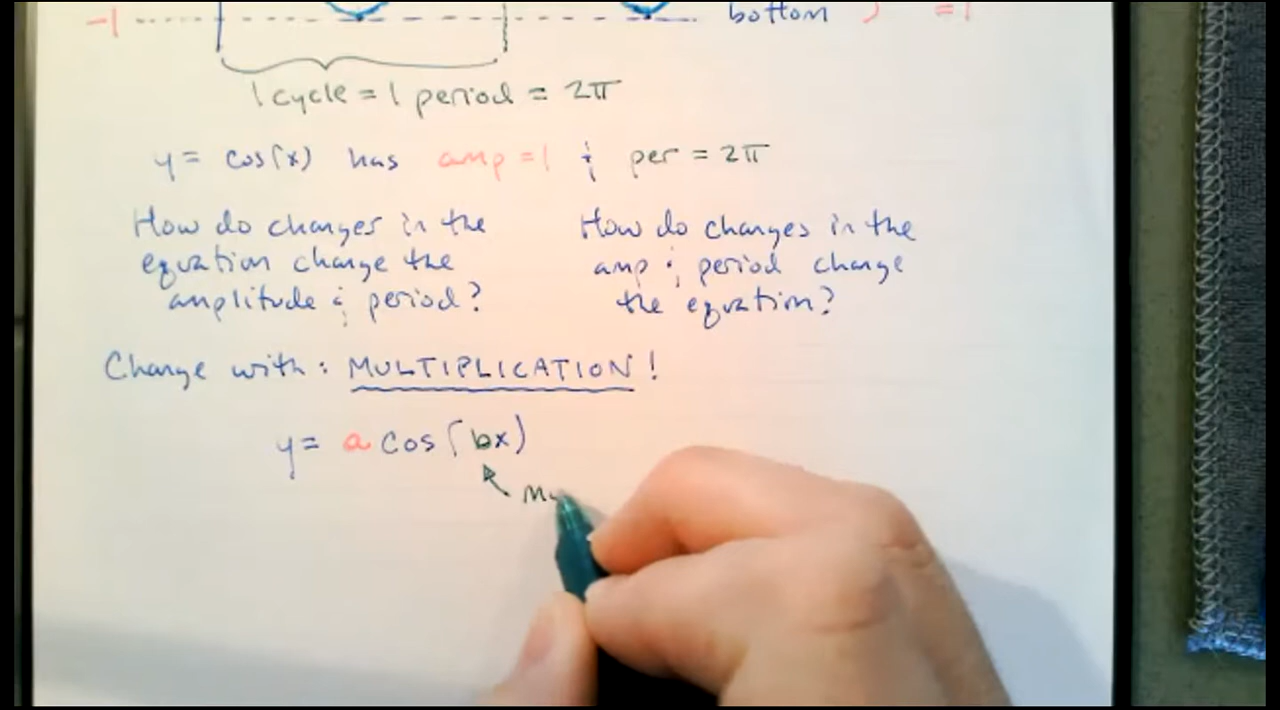 -1 bottom } =1
1 cycle = 1 period = 2π
y = cos(x) has amp = 1 & per = 2π
How do changes in the equation change the amplitude & period?
How do changes in the amp & period change the equation?
Change with: MULTIPLICATION!
y = a cos(bx)